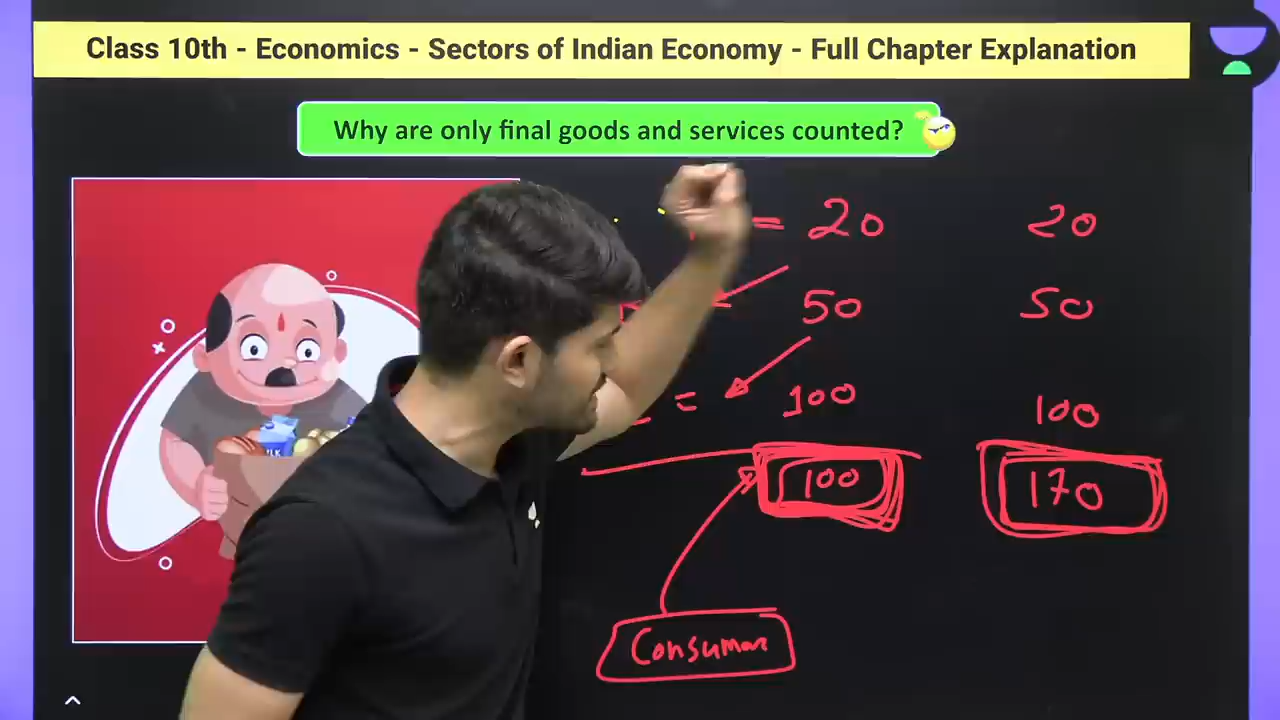 Class 10th - Economics - Sectors of Indian Economy - Full Chapter Explanation
Why are only final goods and services counted?
= 20 20
50 50
= 100 100
100 170
Consumer